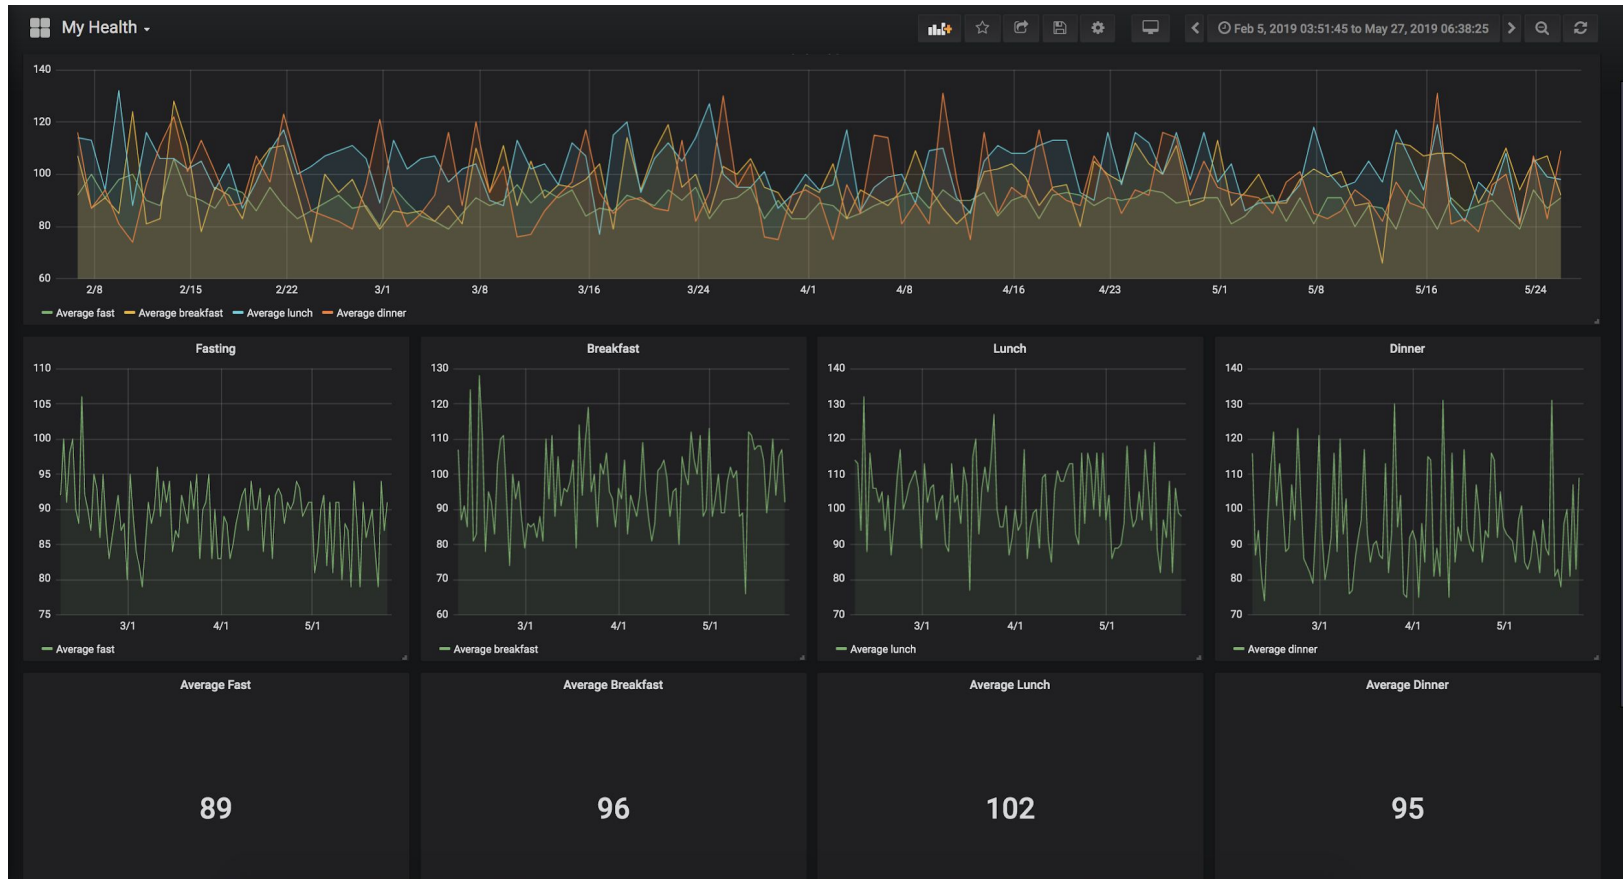 My Health
Feb 5, 2019 03:51:45 to May 27, 2019 06:38:25
140
120
100
80
60
2/8 2/15 2/22 3/1 3/8 3/16 3/24 4/1 4/8 4/16 4/23 5/1 5/8 5/16 5/24
Average fast Average breakfast Average lunch Average dinner
Fasting
110
105
100
95
90
85
80
75
3/1 4/1 5/1
Average fast
Breakfast
130
120
110
100
90
80
70
60
3/1 4/1 5/1
Average breakfast
Lunch
140
130
120
110
100
90
80
70
3/1 4/1 5/1
Average lunch
Dinner
140
130
120
110
100
90
80
70
3/1 4/1 5/1
Average dinner
Average Fast
89
Average Breakfast
96
Average Lunch
102
Average Dinner
95